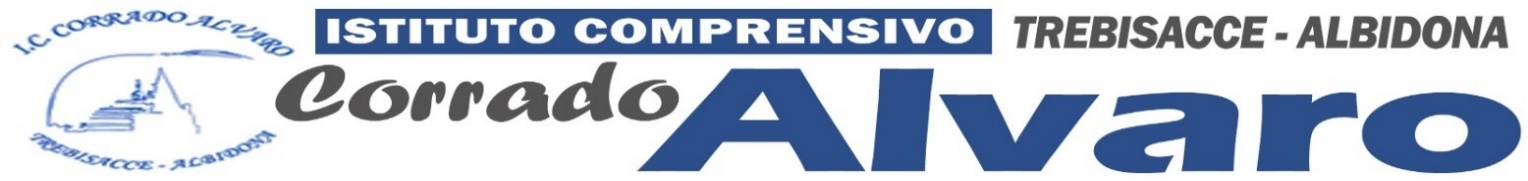 I.C. CORRADO ALVARO
TREBISACCE - ALBIDONA
ISTITUTO COMPRENSIVO TREBISACCE - ALBIDONA
Corrado Alvaro